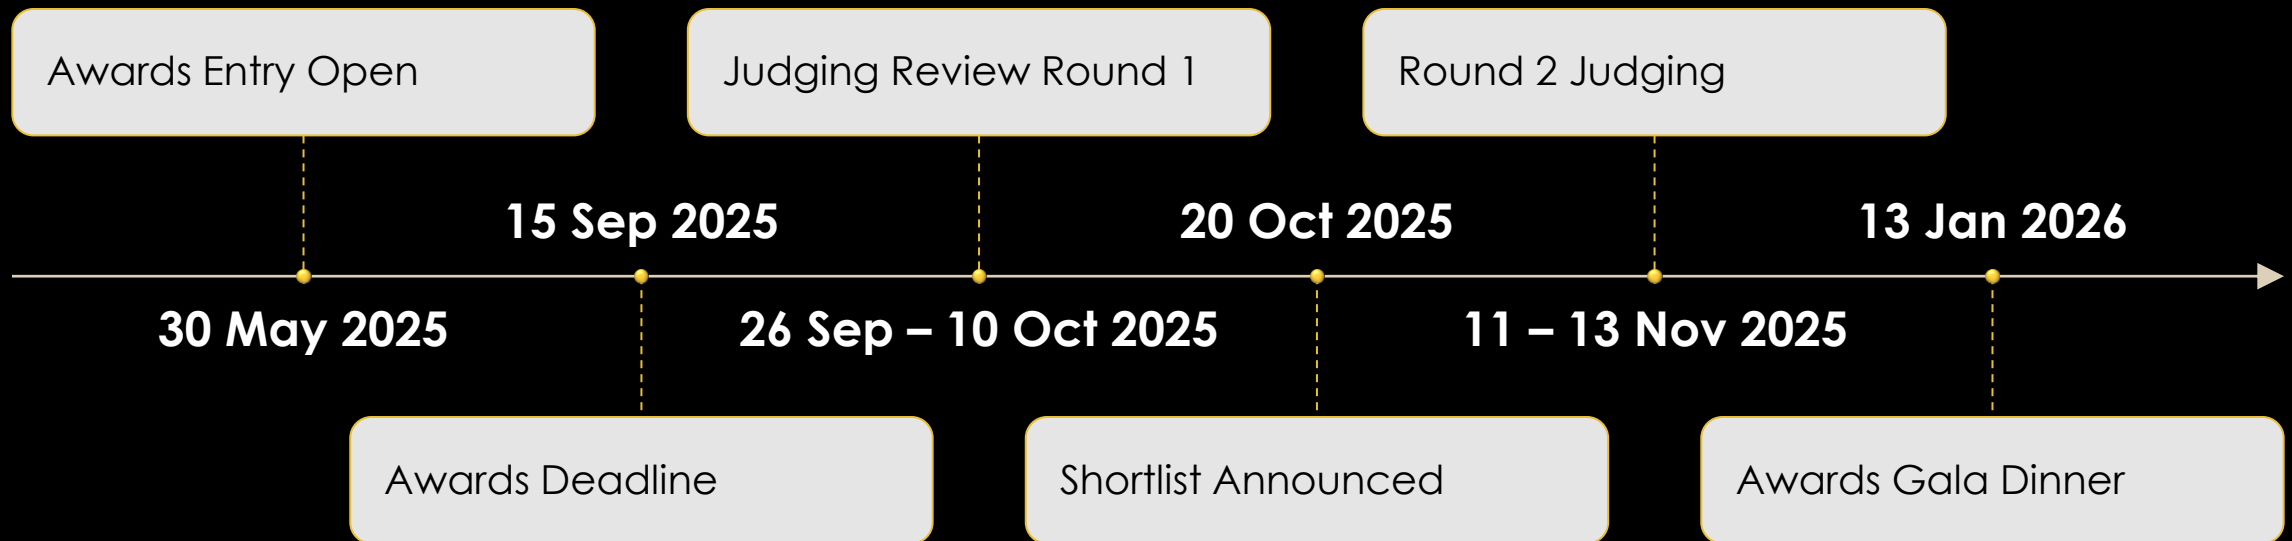 Awards Entry Open
Judging Review Round 1
Round 2 Judging
15 Sep 2025
20 Oct 2025
13 Jan 2026
30 May 2025
26 Sep – 10 Oct 2025
11 – 13 Nov 2025
Awards Deadline
Shortlist Announced
Awards Gala Dinner